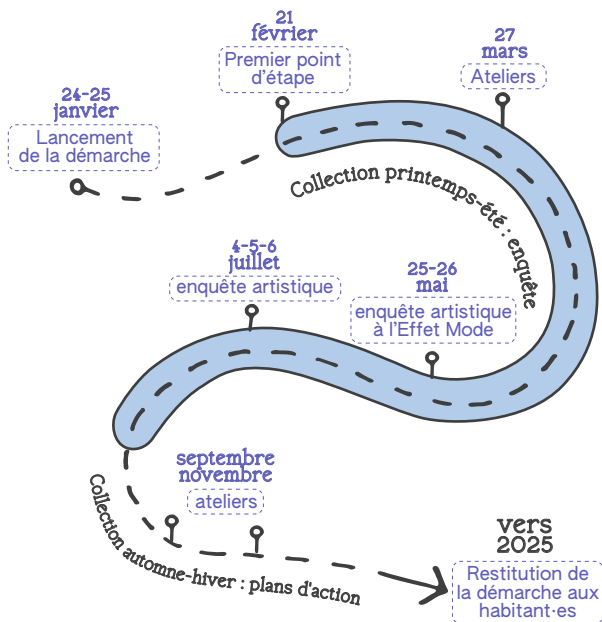 24-25
janvier
Lancement
de la démarche
21
février
Premier point
d'étape
27
mars
Ateliers
Collection printemps-été : enquête
25-26
mai
enquête artistique
à l'Effet Mode
4-5-6
juillet
enquête artistique
septembre
novembre
ateliers
Collection automne-hiver : plans d'action
vers
2025
Restitution de
la démarche aux
habitant·es